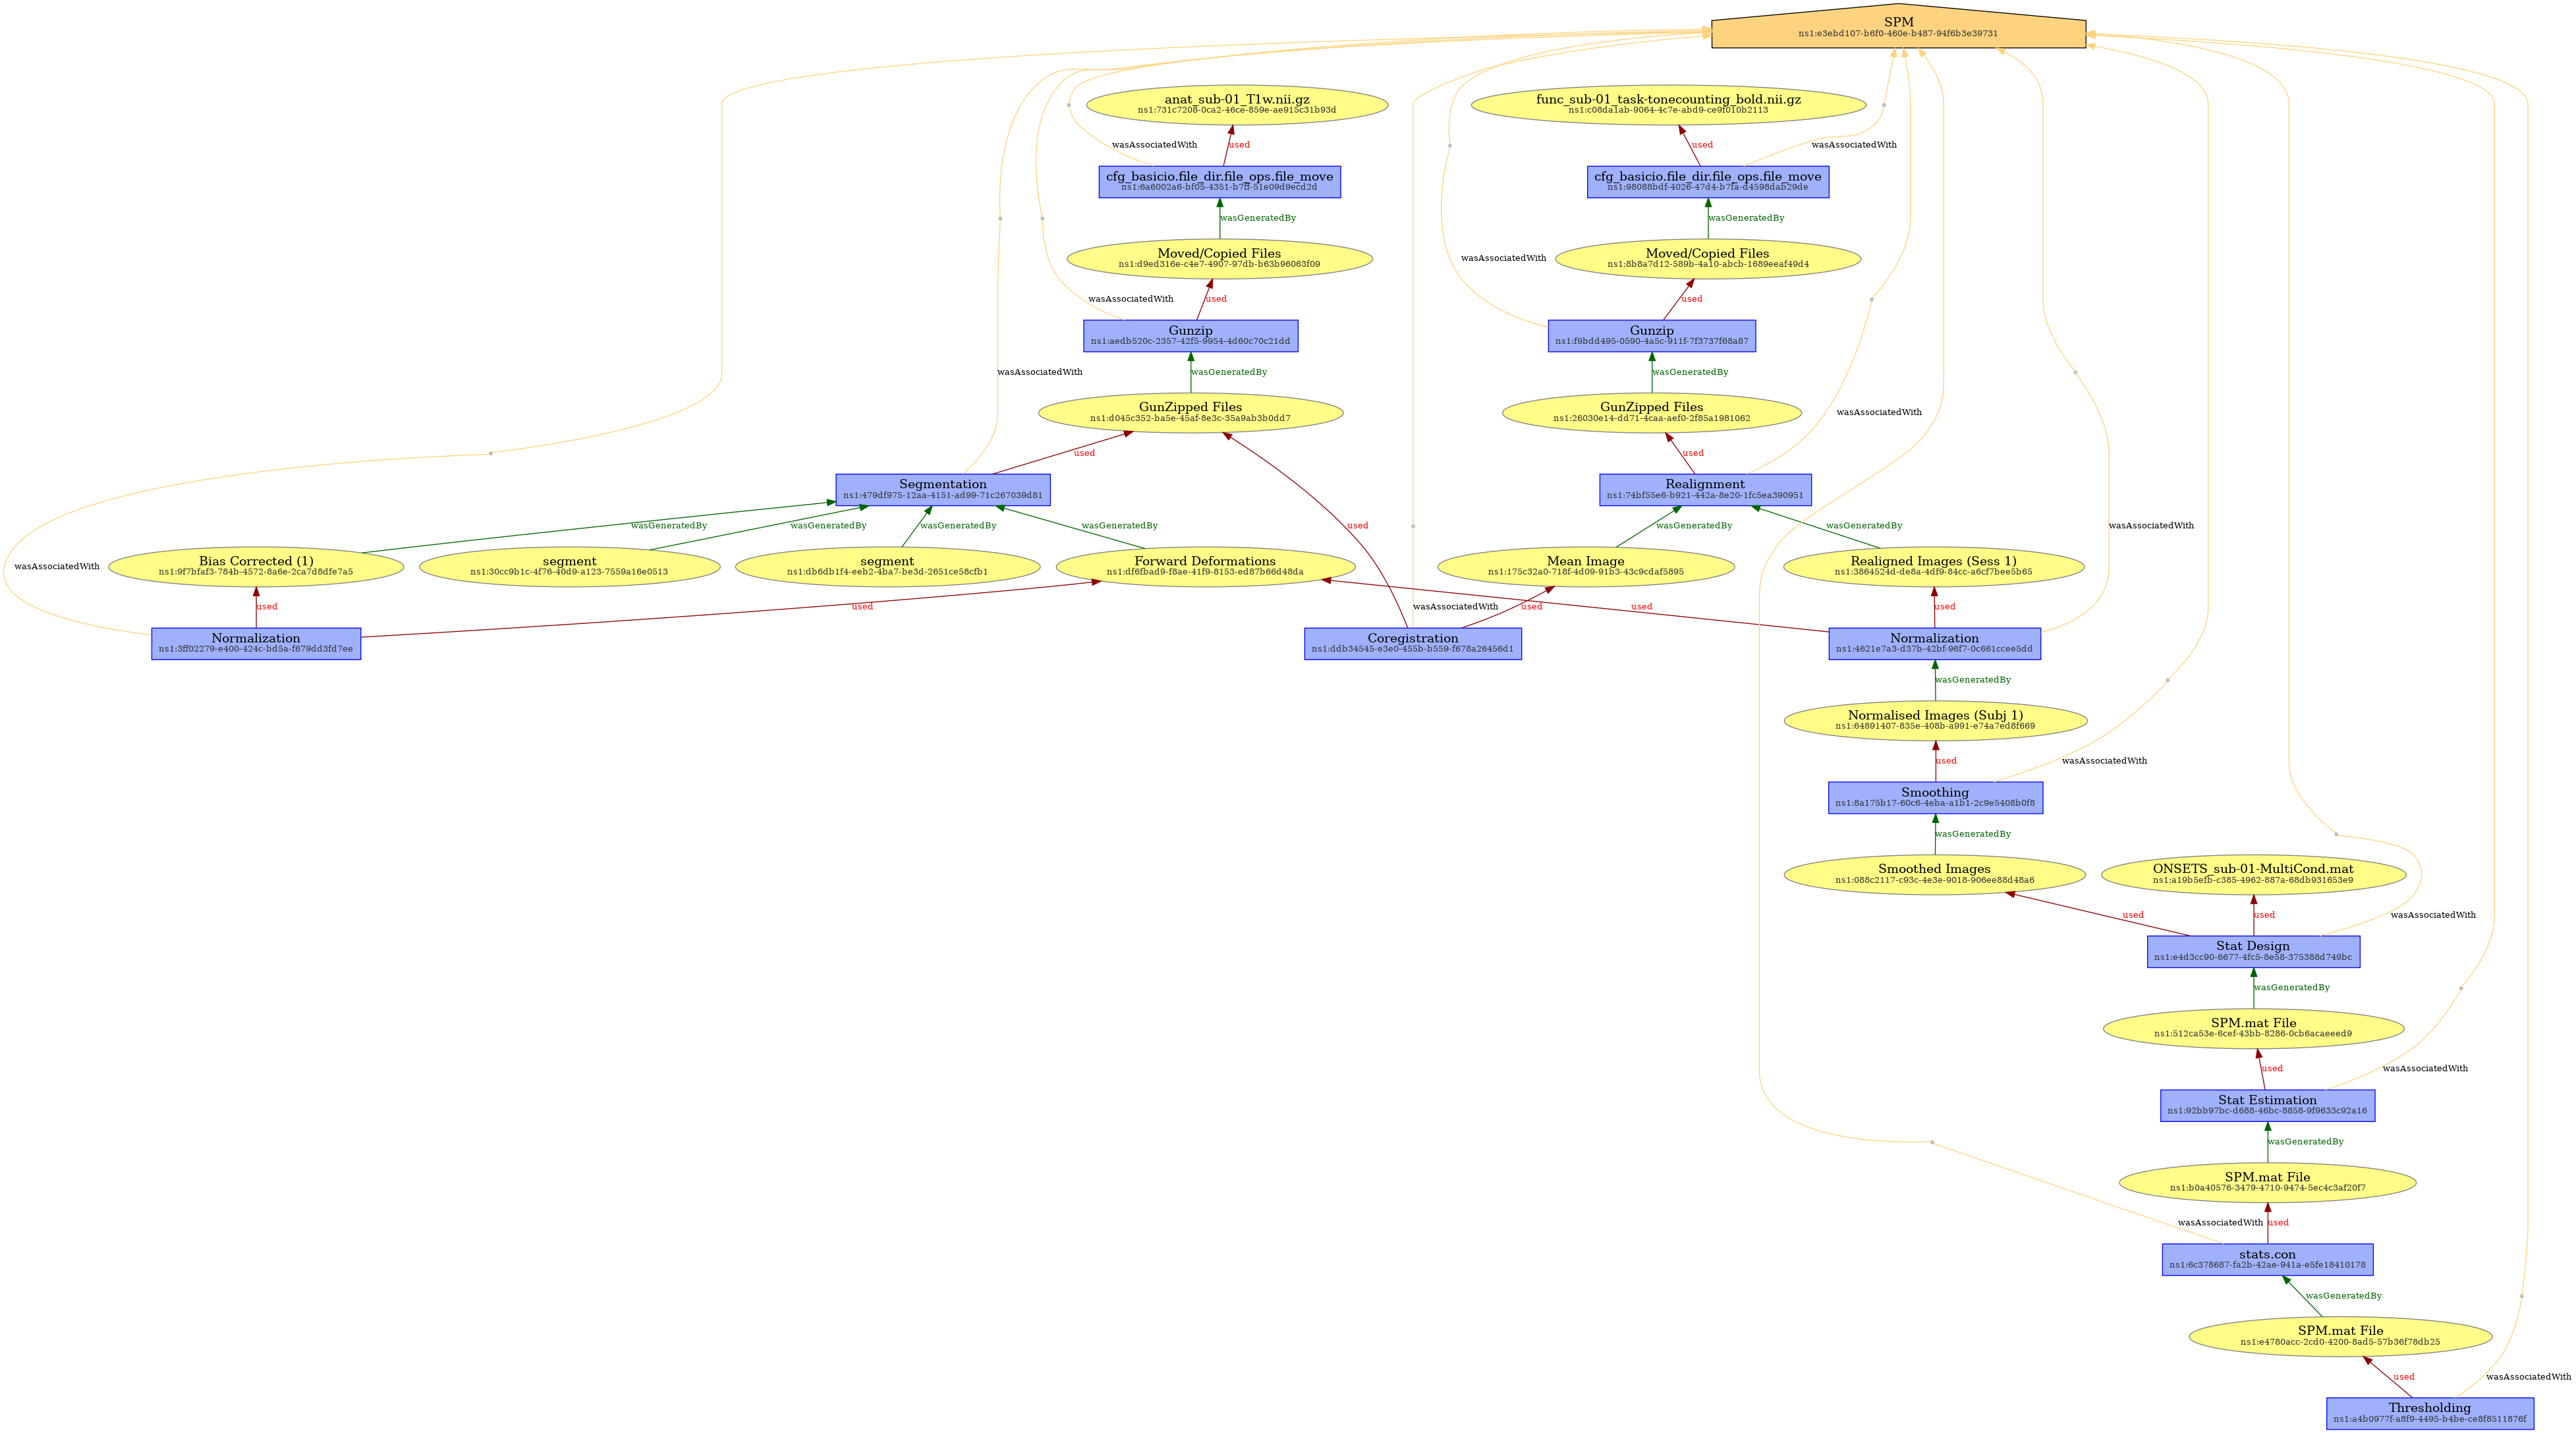 SPM
ns1:e3ebd107-b6f0-460e-b487-94f6b3e39731
anat_sub-01_T1w.nii.gz
ns1:731c7208-0ca2-46ce-859e-ae915c31b93d
func_sub-01_task-tonecounting_bold.nii.gz
ns1:c08da1ab-9064-4c7e-abd9-ce9f010b2113
wasAssociatedWith
used
used
wasAssociatedWith
cfg_basicio.file_dir.file_ops.file_move
ns1:6a6002a6-bf05-4351-b7ff-51e09d9ecd2d
cfg_basicio.file_dir.file_ops.file_move
ns1:98088bdf-4026-47d4-b7fa-d4598dab29de
wasGeneratedBy
wasGeneratedBy
Moved/Copied Files
ns1:d9ed316e-c4e7-4907-97db-b63b96063f09
wasAssociatedWith
Moved/Copied Files
ns1:8b8a7d12-589b-4a10-abcb-1689eeaf49d4
wasAssociatedWith
used
used
Gunzip
ns1:aedb520c-2357-42f5-9954-4d60c70c21dd
Gunzip
ns1:f9bdd495-0590-4a5c-911f-7f3737f68a87
wasAssociatedWith
wasGeneratedBy
wasGeneratedBy
GunZipped Files
ns1:d045c352-ba5e-45af-8e3c-35a9ab3b0dd7
GunZipped Files
ns1:26030e14-dd71-4caa-aef0-2f85a1981062
wasAssociatedWith
used
used
Segmentation
ns1:479df975-12aa-4151-ad99-71c267039d81
Realignment
ns1:74bf55e6-b921-442a-8e20-1fc5ea390951
wasGeneratedBy
wasGeneratedBy
wasGeneratedBy
wasGeneratedBy
used
wasGeneratedBy
wasGeneratedBy
wasAssociatedWith
wasAssociatedWith
Bias Corrected (1)
ns1:9f7bfaf3-784b-4572-8a6e-2ca7d8dfe7a5
segment
ns1:30cc9b1c-4f76-40d9-a123-7559a16e0513
segment
ns1:db6db1f4-eeb2-4ba7-be3d-2651ce58cfb1
Forward Deformations
ns1:df6fbad9-f8ae-41f9-8153-ed87b66d48da
Mean Image
ns1:175c32a0-718f-4d09-91b3-43c9cdaf5895
Realigned Images (Sess 1)
ns1:3864524d-de8a-4df9-84cc-a6cf7bee5b65
used
used
wasAssociatedWith
used
used
used
Normalization
ns1:3ff02279-e400-424c-bd5a-f679dd3fd7ee
Coregistration
ns1:ddb34545-e3e0-455b-b559-f678a26456d1
Normalization
ns1:4621e7a3-d37b-42bf-96f7-0c661ccee5dd
wasGeneratedBy
Normalised Images (Subj 1)
ns1:64891407-835e-408b-a991-e74a7ed8f669
used
wasAssociatedWith
Smoothing
ns1:8a175b17-60c6-4eba-a1b1-2c9e5408b0f8
wasGeneratedBy
Smoothed Images
ns1:088c2117-c93c-4e3e-9018-906ee88d48a6
ONSETS_sub-01-MultiCond.mat
ns1:a19b5efb-c385-4962-887a-68db931653e9
used
used
wasAssociatedWith
Stat Design
ns1:e4d3cc90-6677-4fc5-8e58-375388d749bc
wasGeneratedBy
SPM.mat File
ns1:512ca53e-6cef-43bb-8286-0cb6acaeeed9
used
wasAssociatedWith
Stat Estimation
ns1:92bb97bc-d688-46bc-8858-9f9633c92a16
wasGeneratedBy
SPM.mat File
ns1:b0a40576-3479-4710-9474-5ec4c3af20f7
wasAssociatedWith
used
stats.con
ns1:6c378687-fa2b-42ae-941a-e5fe18410178
wasGeneratedBy
SPM.mat File
ns1:e4780acc-2cd0-4200-8ad5-57b36f78db25
used
wasAssociatedWith
Thresholding
ns1:a4b0977f-a8f9-4495-b4be-ce8f8511876f